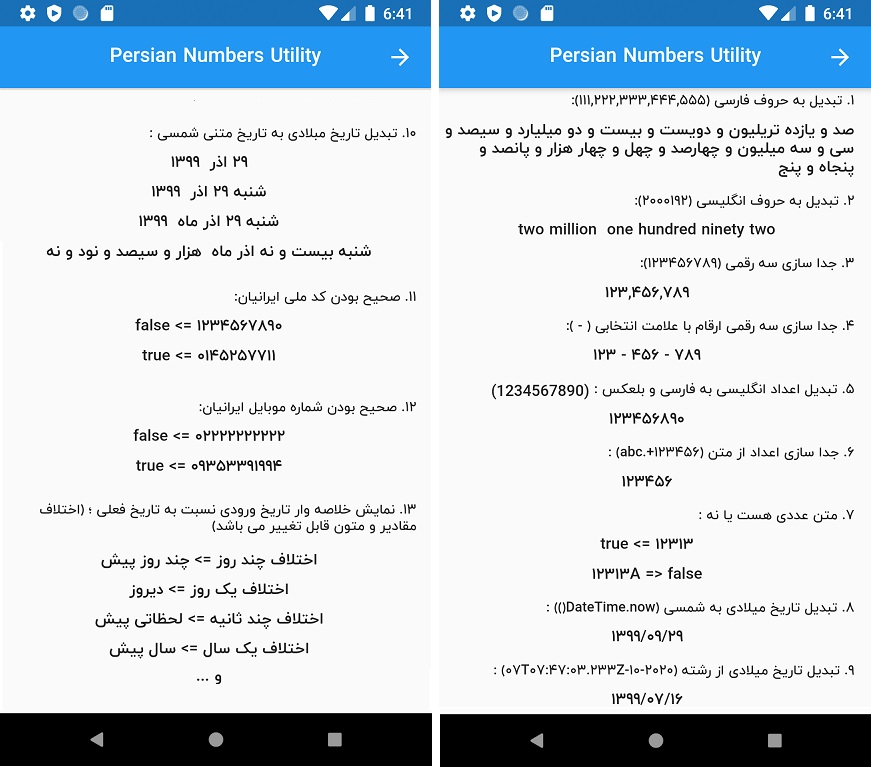 6:41
Persian Numbers Utility
۱. تبدیل به حروف فارسی (۱۱۱,۲۲۲,۳۳۳,۴۴۴,۵۵۵):
صد و یازده تریلیون و دویست و بیست و دو میلیارد و سیصد و
سی و سه میلیون و چهارصد و چهل و چهار هزار و پانصد و
پنجاه و پنج
۲. تبدیل به حروف انگلیسی (۲۰۰۰۱۹۲):
two million  one hundred ninety two
۳. جدا سازی سه رقمی (۱۲۳۴۵۶۷۸۹):
۱۲۳,۴۵۶,۷۸۹
۴. جدا سازی سه رقمی ارقام با علامت انتخابی ( - ):
۱۲۳ - ۴۵۶ - ۷۸۹
۵. تبدیل اعداد انگلیسی به فارسی و بلعکس : (1234567890)
۱۲۳۴۵۶۸۹۰
۶. جدا سازی اعداد از متن (abc.+۱۲۳۴۵۶) :
۱۲۳۴۵۶
۷. متن عددی هست یا نه :
true <= ۱۲۳۱۳
۱۲۳۱۳A => false
۸. تبدیل تاریخ میلادی به شمسی (DateTime.now()) :
۱۳۹۹/۰۹/۲۹
۹. تبدیل تاریخ میلادی از رشته (۰۷T۰۷:۴۷:۰۳.۲۳۳Z-۱۰-۲۰۲۰) :
۱۳۹۹/۰۷/۱۶
6:41
Persian Numbers Utility
۱۰. تبدیل تاریخ میلادی به تاریخ متنی شمسی :
۲۹ اذر  ۱۳۹۹
شنبه ۲۹ اذر  ۱۳۹۹
شنبه ۲۹ اذر ماه  ۱۳۹۹
شنبه بیست و نه اذر ماه  هزار و سیصد و نود و نه
۱۱. صحیح بودن کد ملی ایرانیان:
false <= ۱۲۳۴۵۶۷۸۹۰
true <= ۰۱۴۵۲۵۷۷۱۱
۱۲. صحیح بودن شماره موبایل ایرانیان:
false <= ۰۲۲۲۲۲۲۲۲۲۲
true <= ۰۹۳۵۳۳۹۱۹۹۴
۱۳. نمایش خلاصه وار تاریخ ورودی نسبت به تاریخ فعلی ؛ (اختلاف
مقادیر و متون قابل تغییر می باشد)
اختلاف چند روز => چند روز پیش
اختلاف یک روز => دیروز
اختلاف چند ثانیه => لحظاتی پیش
اختلاف یک سال => سال پیش
و ...